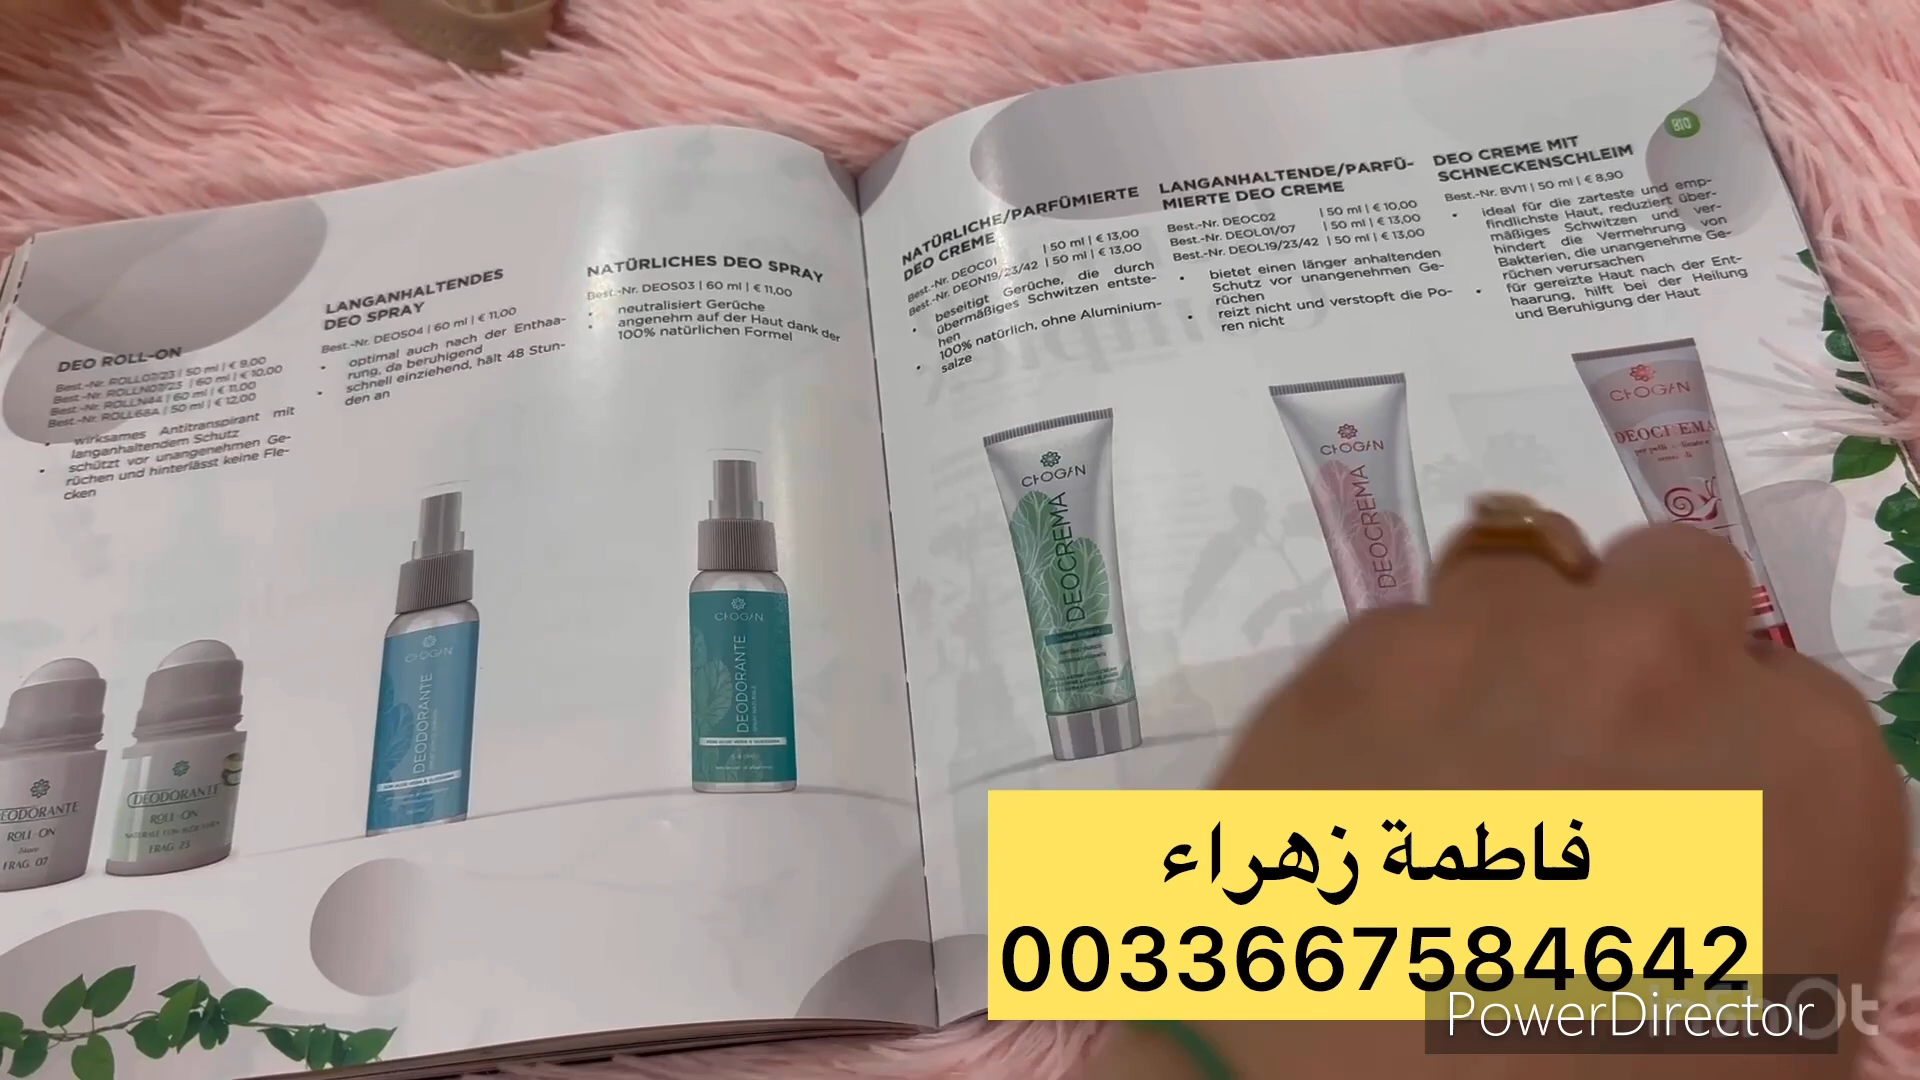 DEO ROLL-ON
Best.-Nr. ROLL07/23 | 50 ml | € 9,00
Best.-Nr. ROLLN07/23 | 60 ml | € 10,00
Best.-Nr. ROLLN44 | 60 ml | € 11,00
Best.-Nr. ROLL68A | 50 ml | € 12,00
• wirksames Antitranspirant mit
langanhaltendem Schutz
• schützt vor unangenehmen Ge-
rüchen und hinterlässt keine Fle-
cken
LANGANHALTENDES
DEO SPRAY
Best.-Nr. DEOS04 | 60 ml | € 11,00
• optimal auch nach der Enthaa-
rung, da beruhigend
• schnell einziehend, hält 48 Stun-
den an
NATÜRLICHES DEO SPRAY
Best.-Nr. DEOS03 | 60 ml | € 11,00
• neutralisiert Gerüche
• angenehm auf der Haut dank der
100% natürlichen Formel
NATÜRLICHE/PARFÜMIERTE
DEO CREME
Best.-Nr. DEOC01 | 50 ml | € 13,00
Best.-Nr. DEON19/23/42 | 50 ml | € 13,00
• beseitigt Gerüche, die durch
übermäßiges Schwitzen entste-
hen
• 100% natürlich, ohne Aluminium-
salze
LANGANHALTENDE/PARFÜ-
MIERTE DEO CREME
Best.-Nr. DEOC02 | 50 ml | € 10,00
Best.-Nr. DEOL01/07 | 50 ml | € 13,00
Best.-Nr. DEOL19/23/42 | 50 ml | € 13,00
• bietet einen länger anhaltenden
Schutz vor unangenehmen Ge-
rüchen
• reizt nicht und verstopft die Po-
ren nicht
DEO CREME MIT
SCHNECKENSCHLEIM
BIO
Best.-Nr. BV11 | 50 ml | € 8,90
• ideal für die zarteste und emp-
findlichste Haut, reduziert über-
mäßiges Schwitzen und ver-
hindert die Vermehrung von
Bakterien, die unangenehme Ge-
rüchen verursachen
• für gereizte Haut nach der Ent-
haarung, hilft bei der Heilung
und Beruhigung der Haut
DEODORANTE
ROLL-ON
FRAG. 07
DEODORANTE
ROLL-ON
FRAG. 23
CHOGAN
DEODORANTE
CHOGAN
DEODORANTE
CHOGAN
DEOCREMA
CHOGAN
DEOCREMA
CHOGAN
DEOCREMA
فاطمة زهراء
0033667584642
PowerDirector